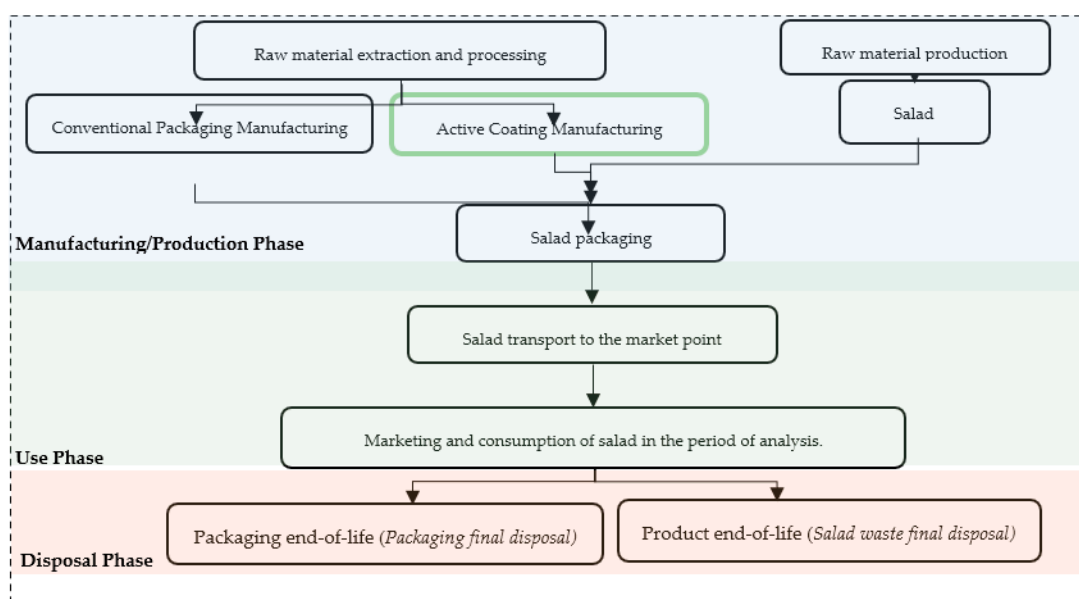 Raw material extraction and processing
Raw material production
Conventional Packaging Manufacturing
Active Coating Manufacturing
Salad
Salad packaging
Manufacturing/Production Phase
Salad transport to the market point
Marketing and consumption of salad in the period of analysis.
Use Phase
Packaging end-of-life (Packaging final disposal)
Product end-of-life (Salad waste final disposal)
Disposal Phase